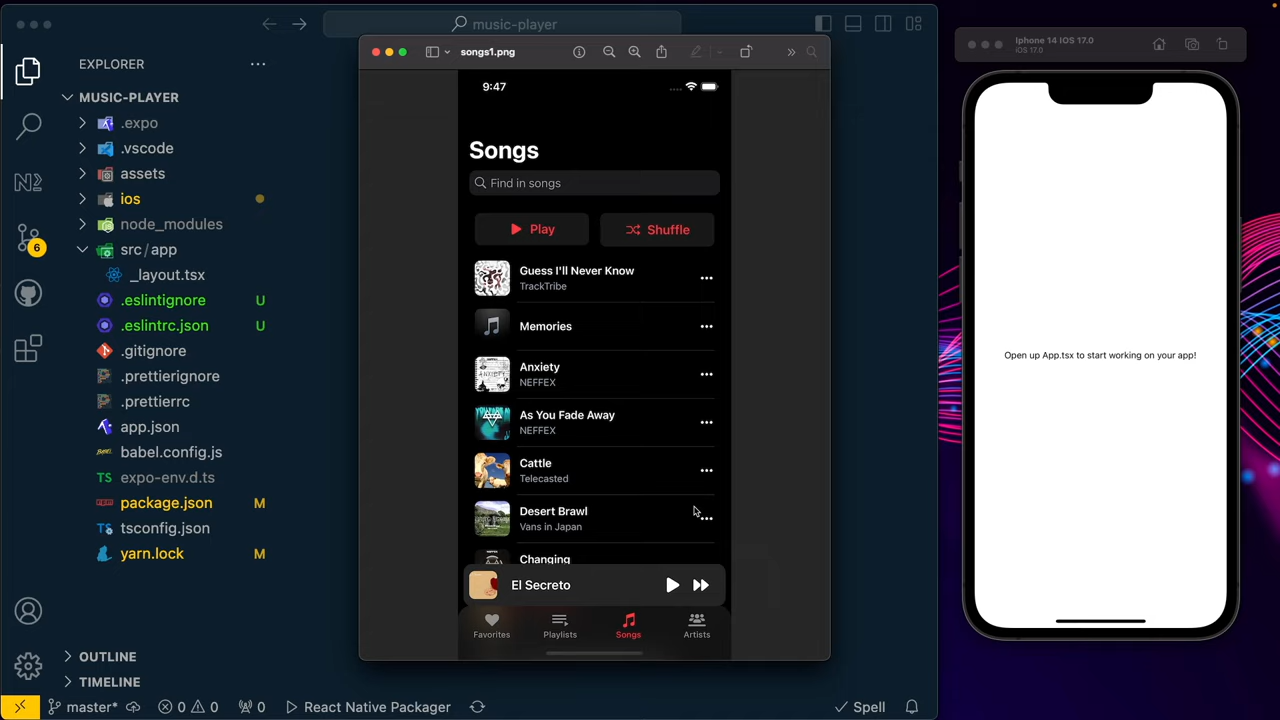 music-player
EXPLORER
MUSIC-PLAYER
.expo
.vscode
assets
ios
node_modules
src/app
_layout.tsx
.eslintignore U
.eslintrc.json U
.gitignore
.prettierignore
.prettierrc
app.json
babel.config.js
TS expo-env.d.ts
package.json M
tsconfig.json
yarn.lock M
OUTLINE
TIMELINE
6
master* 0 0 0 React Native Packager Spell
songs1.png
9:47
Songs
Find in songs
Play Shuffle
Guess I'll Never Know
TrackTribe
Memories
Anxiety
NEFFEX
As You Fade Away
NEFFEX
Cattle
Telecasted
Desert Brawl
Vans in Japan
Changing
El Secreto
Favorites Playlists Songs Artists
Iphone 14 IOS 17.0
iOS 17.0
Open up App.tsx to start working on your app!